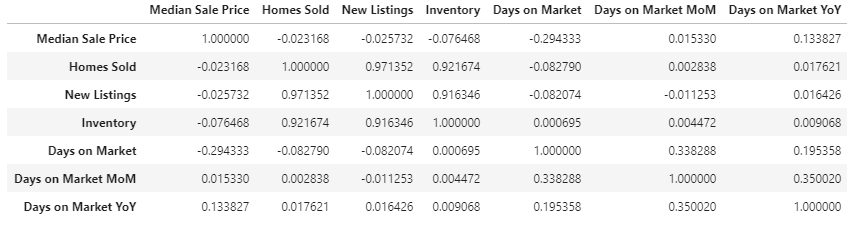 Median Sale Price Homes Sold New Listings Inventory Days on Market Days on Market MoM Days on Market YoY
Median Sale Price 1.000000 -0.023168 -0.025732 -0.076468 -0.294333 0.015330 0.133827
Homes Sold -0.023168 1.000000 0.971352 0.921674 -0.082790 0.002838 0.017621
New Listings -0.025732 0.971352 1.000000 0.916346 -0.082074 -0.011253 0.016426
Inventory -0.076468 0.921674 0.916346 1.000000 0.000695 0.004472 0.009068
Days on Market -0.294333 -0.082790 -0.082074 0.000695 1.000000 0.338288 0.195358
Days on Market MoM 0.015330 0.002838 -0.011253 0.004472 0.338288 1.000000 0.350020
Days on Market YoY 0.133827 0.017621 0.016426 0.009068 0.195358 0.350020 1.000000